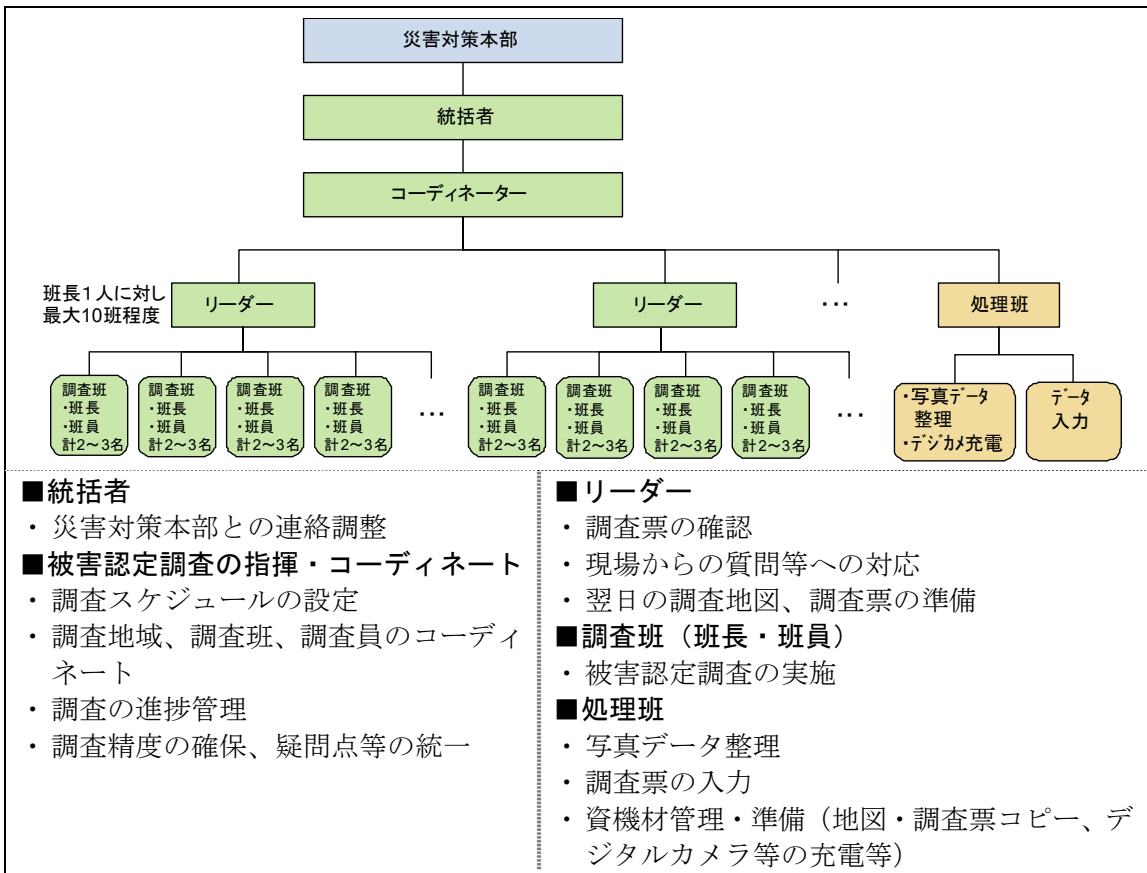 災害対策本部
統括者
コーディネーター
班長1人に対し
最大10班程度
リーダー
リーダー
…
処理班
調査班
・班長
・班員
計2～3名
調査班
・班長
・班員
計2～3名
調査班
・班長
・班員
計2～3名
調査班
・班長
・班員
計2～3名
…
調査班
・班長
・班員
計2～3名
調査班
・班長
・班員
計2～3名
調査班
・班長
・班員
計2～3名
調査班
・班長
・班員
計2～3名
…
・写真データ
整理
・デジカメ充電
データ
入力
■統括者
・災害対策本部との連絡調整
■被害認定調査の指揮・コーディネート
・調査スケジュールの設定
・調査地域、調査班、調査員のコーディ
ネート
・調査の進捗管理
・調査精度の確保、疑問点等の統一
■リーダー
・調査票の確認
・現場からの質問等への対応
・翌日の調査地図、調査票の準備
■調査班（班長・班員）
・被害認定調査の実施
■処理班
・写真データ整理
・調査票の入力
・資機材管理・準備（地図・調査票コピー、デ
ジタルカメラ等の充電等）